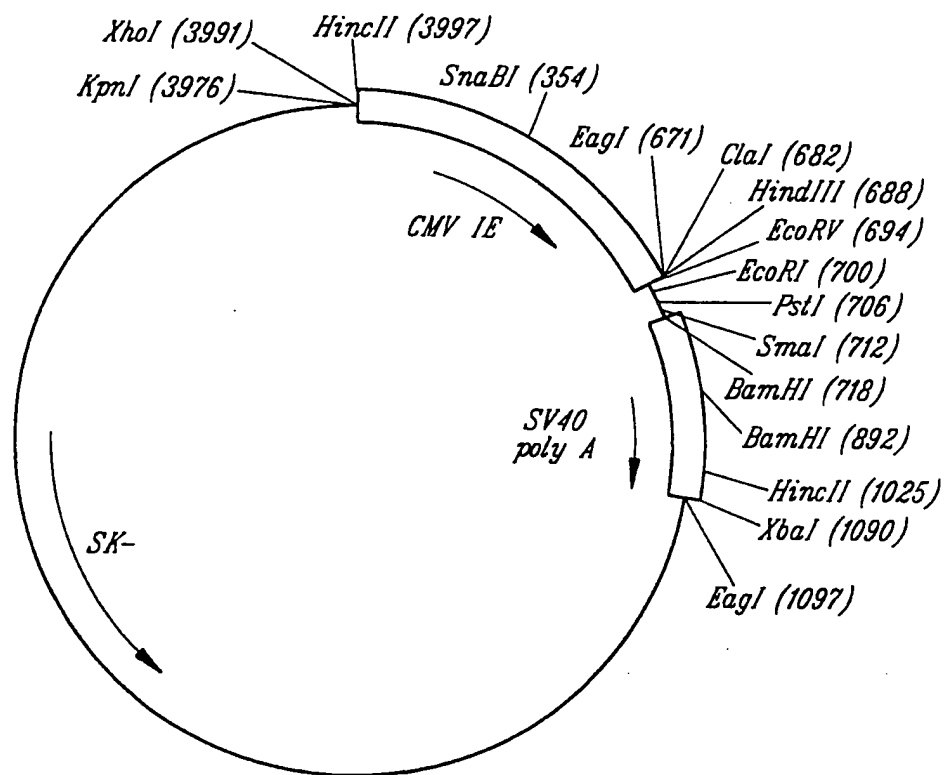 XhoI (3991)
HincII (3997)
KpnI (3976)
SnaBI (354)
EagI (671)
ClaI (682)
HindIII (688)
EcoRV (694)
EcoRI (700)
PstI (706)
SmaI (712)
BamHI (718)
BamHI (892)
HincII (1025)
XbaI (1090)
EagI (1097)
CMV IE
SV40
poly A
SK-